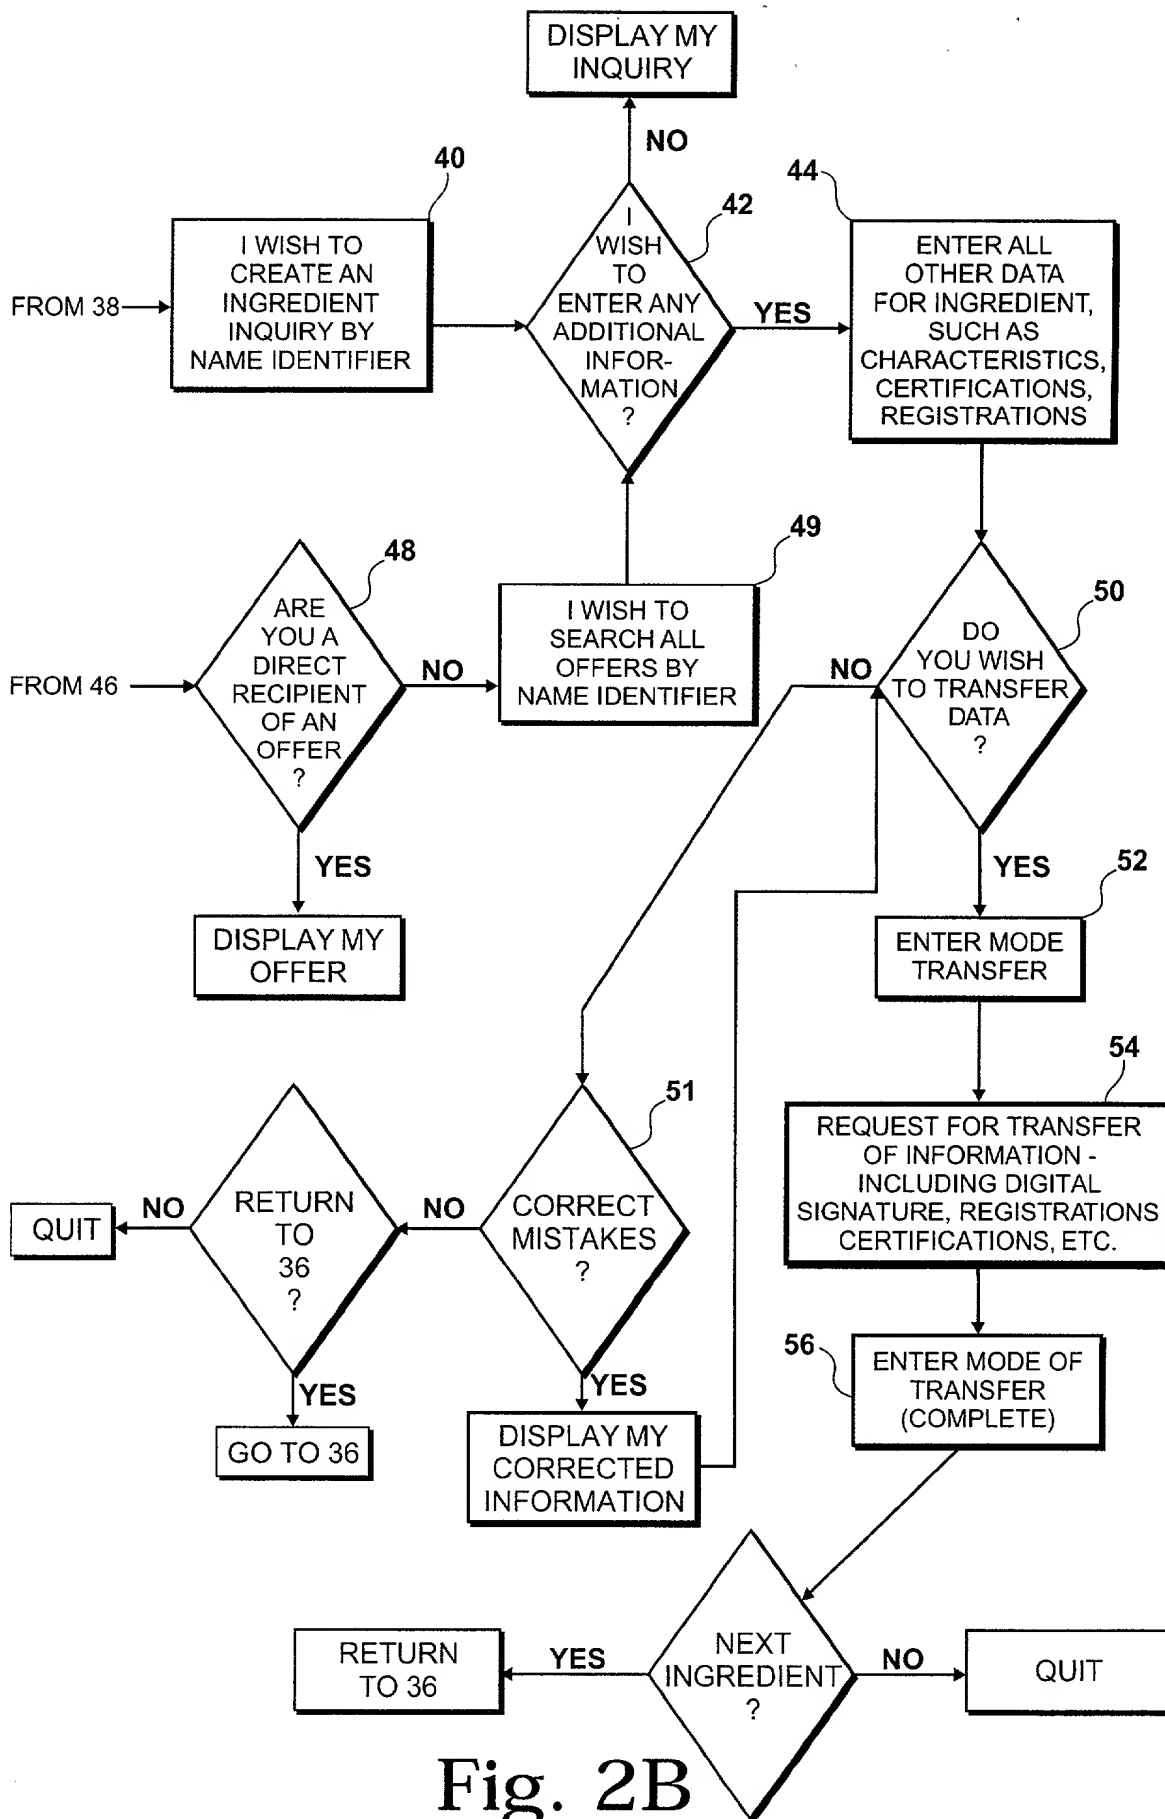 DISPLAY MY
INQUIRY
NO
40
I WISH TO
CREATE AN
INGREDIENT
INQUIRY BY
NAME IDENTIFIER
FROM 38
42
I
WISH
TO
ENTER ANY
ADDITIONAL
INFOR-
MATION
?
YES
44
ENTER ALL
OTHER DATA
FOR INGREDIENT,
SUCH AS
CHARACTERISTICS,
CERTIFICATIONS,
REGISTRATIONS
48
ARE
YOU A
DIRECT
RECIPIENT
OF AN
OFFER
?
FROM 46
NO
49
I WISH TO
SEARCH ALL
OFFERS BY
NAME IDENTIFIER
50
DO
YOU WISH
TO TRANSFER
DATA
?
NO
YES
DISPLAY MY
OFFER
YES
52
ENTER MODE
TRANSFER
54
REQUEST FOR TRANSFER
OF INFORMATION -
INCLUDING DIGITAL
SIGNATURE, REGISTRATIONS
CERTIFICATIONS, ETC.
51
CORRECT
MISTAKES
?
NO
RETURN
TO
36
?
NO
QUIT
YES
GO TO 36
YES
DISPLAY MY
CORRECTED
INFORMATION
56
ENTER MODE OF
TRANSFER
(COMPLETE)
NEXT
INGREDIENT
?
YES
RETURN
TO 36
NO
QUIT
Fig. 2B